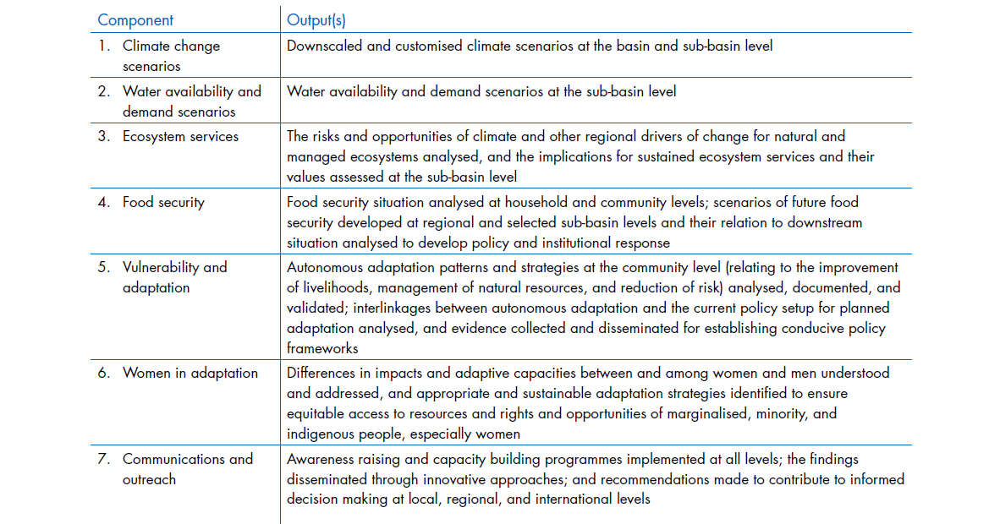 Component Output(s)
1. Climate change Downscaled and customised climate scenarios at the basin and sub-basin level
scenarios
2. Water availability and Water availability and demand scenarios at the sub-basin level
demand scenarios
3. Ecosystem services The risks and opportunities of climate and other regional drivers of change for natural and
managed ecosystems analysed, and the implications for sustained ecosystem services and their
values assessed at the sub-basin level
4. Food security Food security situation analysed at household and community levels; scenarios of future food
security developed at regional and selected sub-basin levels and their relation to downstream
situation analysed to develop policy and institutional response
5. Vulnerability and Autonomous adaptation patterns and strategies at the community level (relating to the improvement
adaptation of livelihoods, management of natural resources, and reduction of risk) analysed, documented, and
validated; interlinkages between autonomous adaptation and the current policy setup for planned
adaptation analysed, and evidence collected and disseminated for establishing conducive policy
frameworks
6. Women in adaptation Differences in impacts and adaptive capacities between and among women and men understood
and addressed, and appropriate and sustainable adaptation strategies identified to ensure
equitable access to resources and rights and opportunities of marginalised, minority, and
indigenous people, especially women
7. Communications and Awareness raising and capacity building programmes implemented at all levels; the findings
outreach disseminated through innovative approaches; and recommendations made to contribute to informed
decision making at local, regional, and international levels